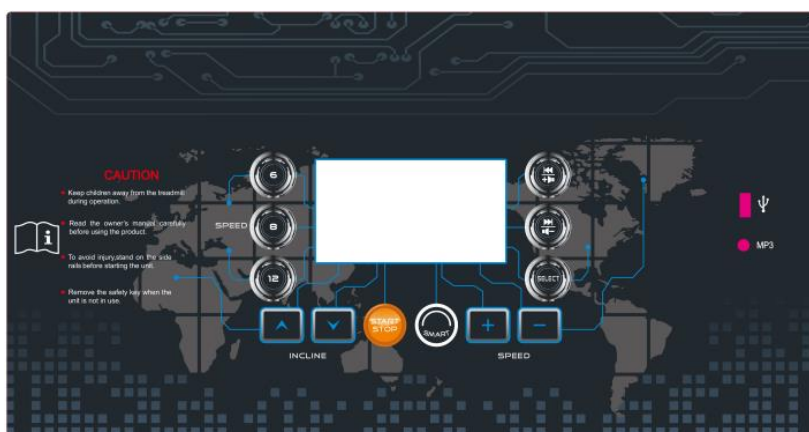 CAUTION
Keep children away from the treadmill
during operation.
Read the owner's manual carefully
before using the product.
To avoid injury,stand on the side
rails before starting the unit.
Remove the safety key when the
unit is not in use.
i
SPEED
6
8
12
SELECT
START
STOP
SMART
+
−
INCLINE
SPEED
MP3